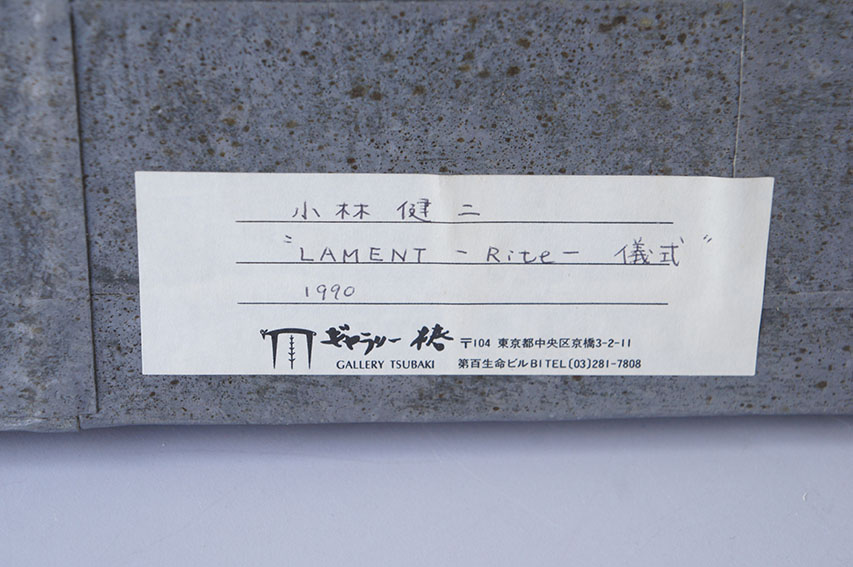 小林 健二
"LAMENT - Rite - 儀式"
1990
ギャラリー 椿
GALLERY TSUBAKI
〒104 東京都中央区京橋3-2-11
第百生命ビルB1 TEL(03)281-7808